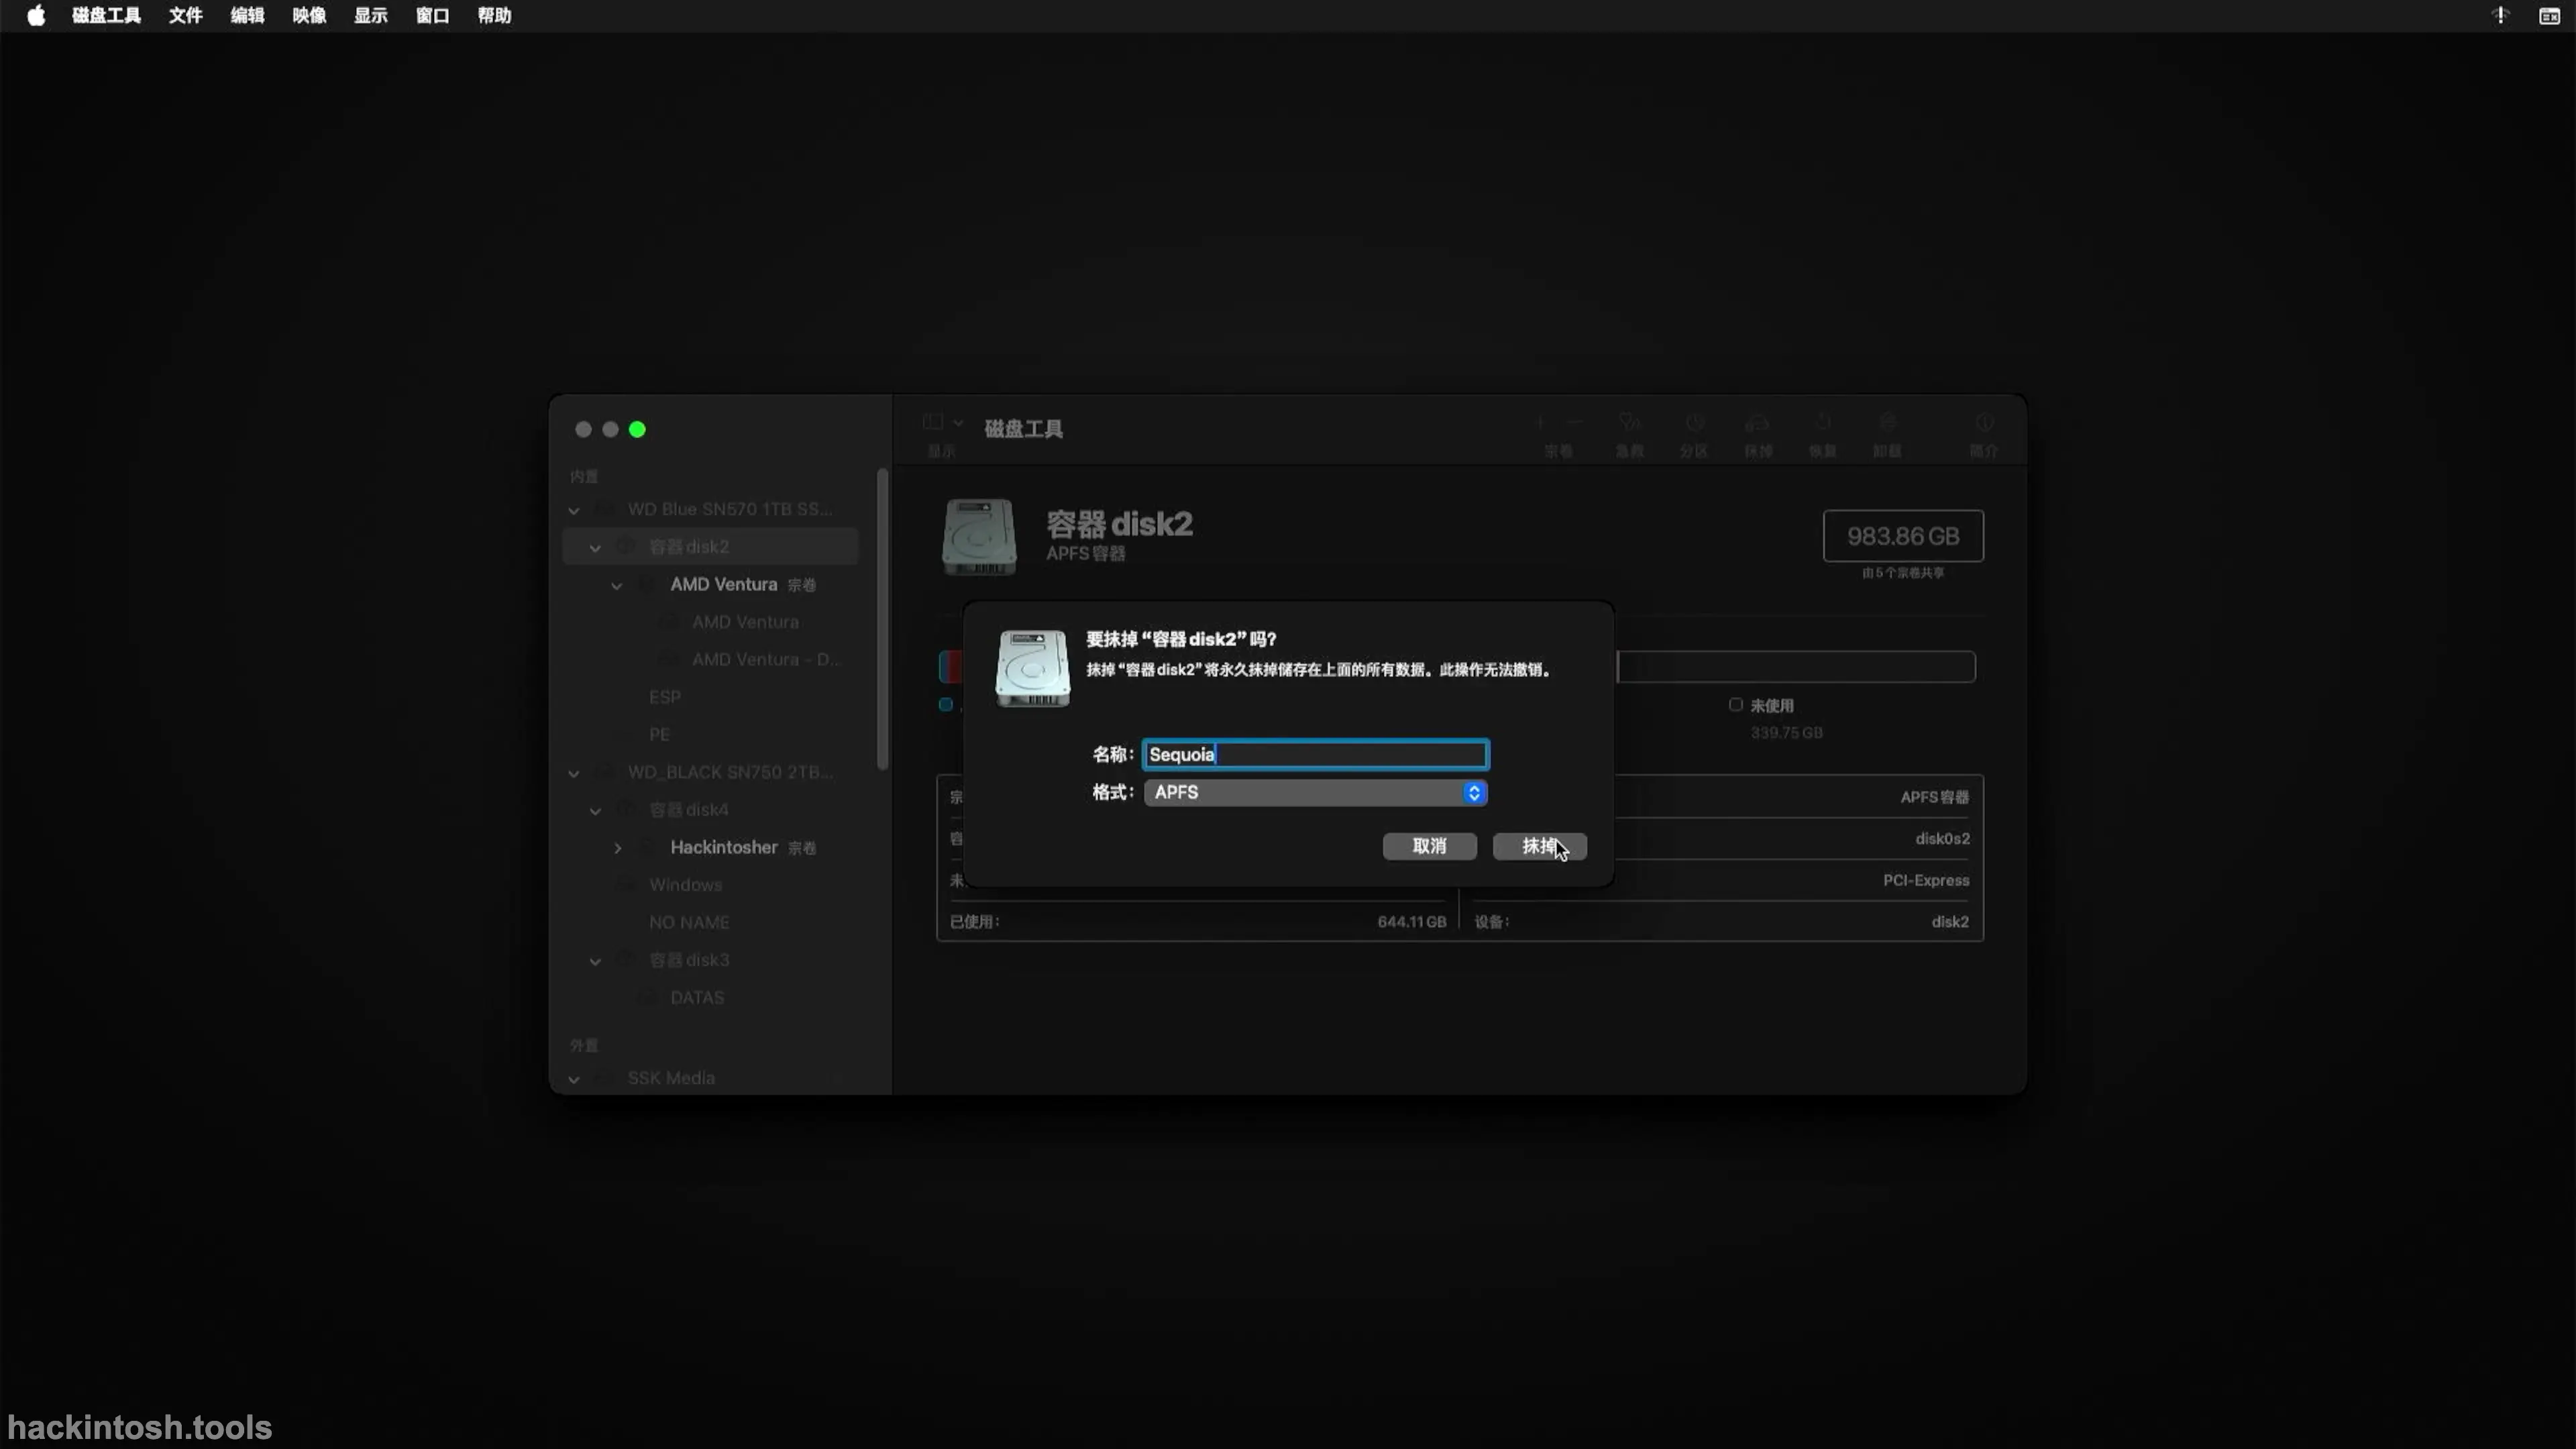 磁盘工具 文件 编辑 映像 显示 窗口 帮助
磁盘工具
显示
宗卷 急救 分区 抹掉 恢复 卸载 简介
内置
WD Blue SN570 1TB SS...
容器 disk2
AMD Ventura 宗卷
AMD Ventura
AMD Ventura - D...
ESP
PE
WD_BLACK SN750 2TB...
容器 disk4
Hackintosher 宗卷
Windows
NO NAME
容器 disk3
DATAS
外置
SSK Media
容器 disk2
APFS 容器
983.86 GB
由 5 个宗卷共享
要抹掉“容器 disk2”吗？
抹掉“容器 disk2”将永久抹掉储存在上面的所有数据。此操作无法撤销。
名称： Sequoia
格式： APFS
取消 抹掉
未使用
339.75 GB
APFS 容器
disk0s2
PCI-Express
已使用： 644.11 GB 设备： disk2
hackintosh.tools